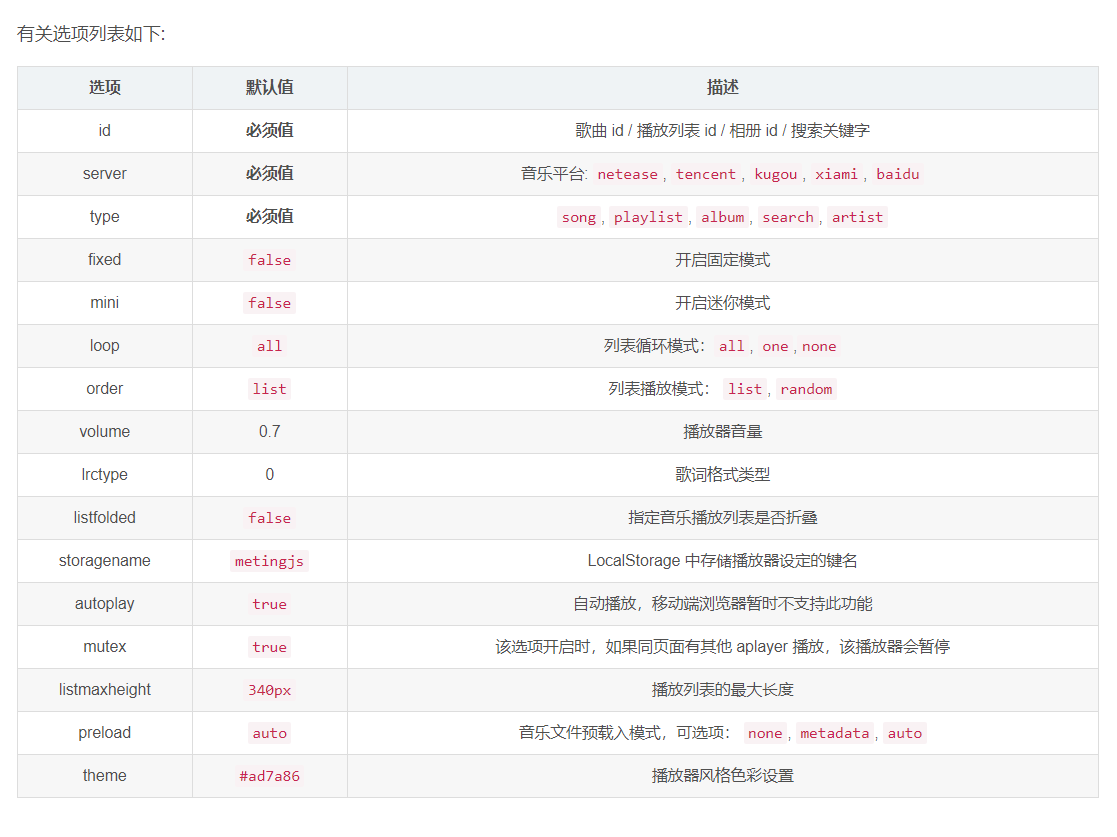 有关选项列表如下:
选项 默认值 描述
id 必须值 歌曲 id / 播放列表 id / 相册 id / 搜索关键字
server 必须值 音乐平台: netease, tencent, kugou, xiami, baidu
type 必须值 song, playlist, album, search, artist
fixed false 开启固定模式
mini false 开启迷你模式
loop all 列表循环模式： all, one,none
order list 列表播放模式： list, random
volume 0.7 播放器音量
lrctype 0 歌词格式类型
listfolded false 指定音乐播放列表是否折叠
storagename metingjs LocalStorage 中存储播放器设定的键名
autoplay true 自动播放，移动端浏览器暂时不支持此功能
mutex true 该选项开启时，如果同页面有其他 aplayer 播放，该播放器会暂停
listmaxheight 340px 播放列表的最大长度
preload auto 音乐文件预载入模式，可选项： none, metadata, auto
theme #ad7a86 播放器风格色彩设置